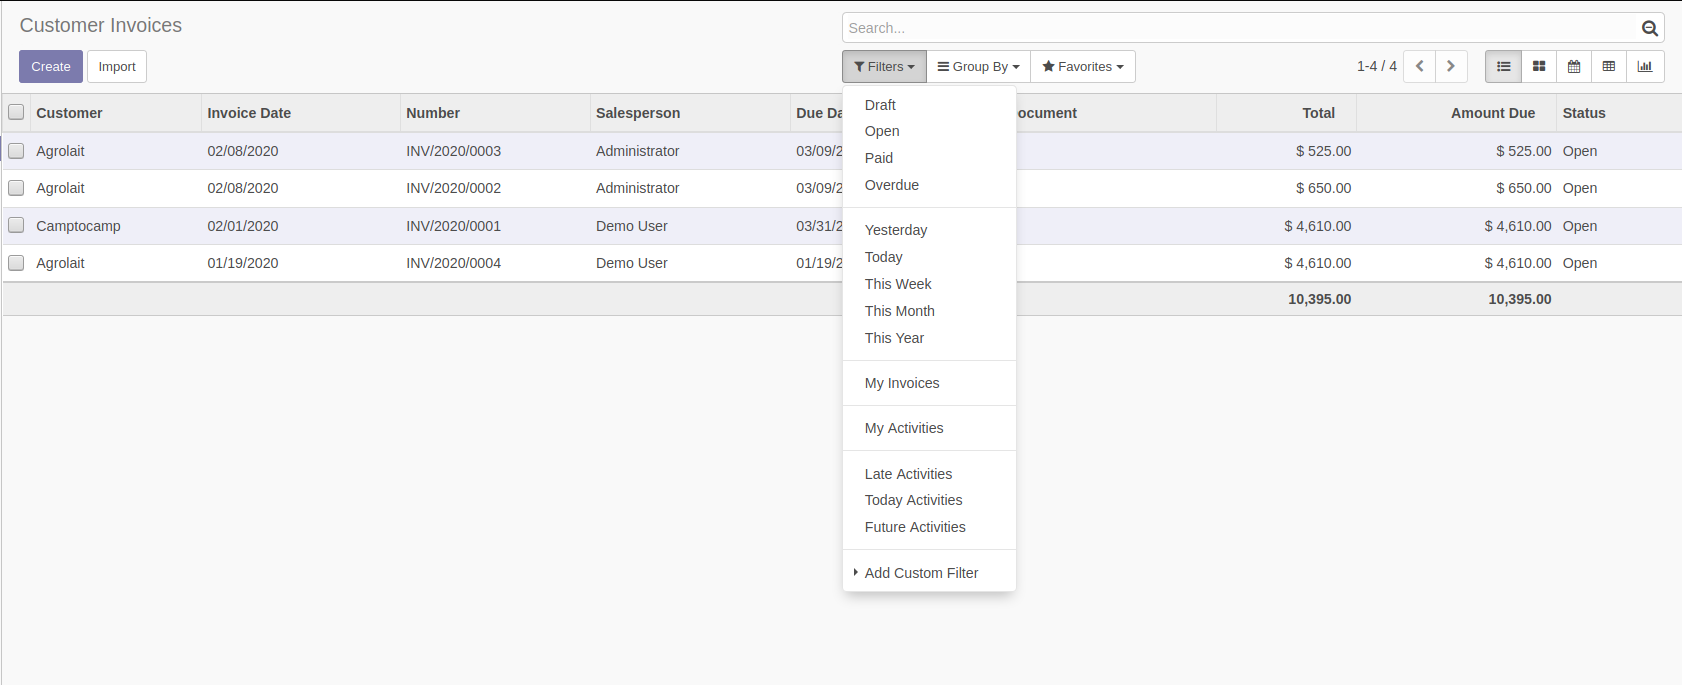 Customer Invoices
Search...
Create Import
Filters Group By Favorites 1-4 / 4
Customer Invoice Date Number Salesperson Due Da ocument Total Amount Due Status
Agrolait 02/08/2020 INV/2020/0003 Administrator 03/09/2 $ 525.00 $ 525.00 Open
Agrolait 02/08/2020 INV/2020/0002 Administrator 03/09/2 $ 650.00 $ 650.00 Open
Camptocamp 02/01/2020 INV/2020/0001 Demo User 03/31/2 $ 4,610.00 $ 4,610.00 Open
Agrolait 01/19/2020 INV/2020/0004 Demo User 01/19/2 $ 4,610.00 $ 4,610.00 Open
10,395.00 10,395.00
Draft
Open
Paid
Overdue
Yesterday
Today
This Week
This Month
This Year
My Invoices
My Activities
Late Activities
Today Activities
Future Activities
Add Custom Filter